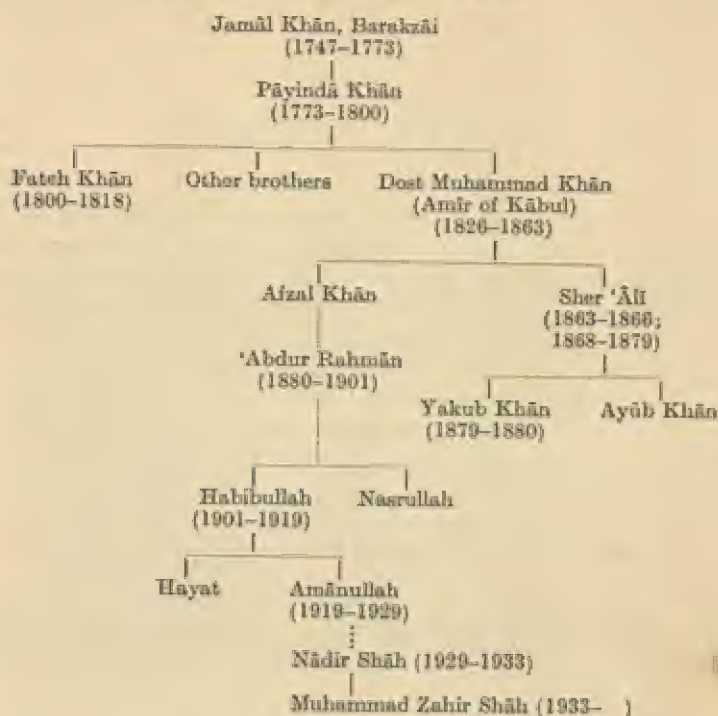 Jamāl Khān, Barakzāi
(1747–1773)
Pāyindā Khān
(1773–1800)
Fateh Khān
(1800–1818)
Other brothers
Dost Muhammad Khān
(Amīr of Kābul)
(1826–1863)
Afzal Khān
Sher ‘Ālī
(1863–1866;
1868–1879)
‘Abdur Rahmān
(1880–1901)
Yakub Khān
(1879–1880)
Ayūb Khān
Habibullah
(1901–1919)
Nasrullah
Hayat
Amānullah
(1919–1929)
Nādir Shāh (1929–1933)
Muhammad Zahir Shāh (1933– )